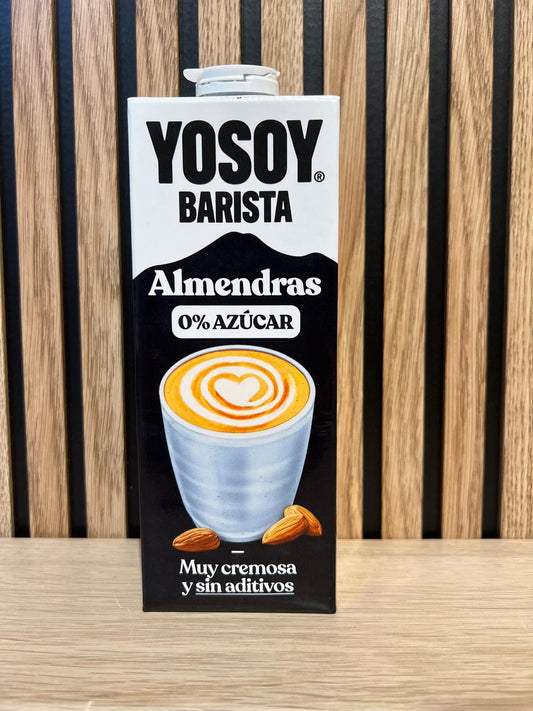 YOSOY®
BARISTA
Almendras
0% AZÚCAR
Muy cremosa
y sin aditivos